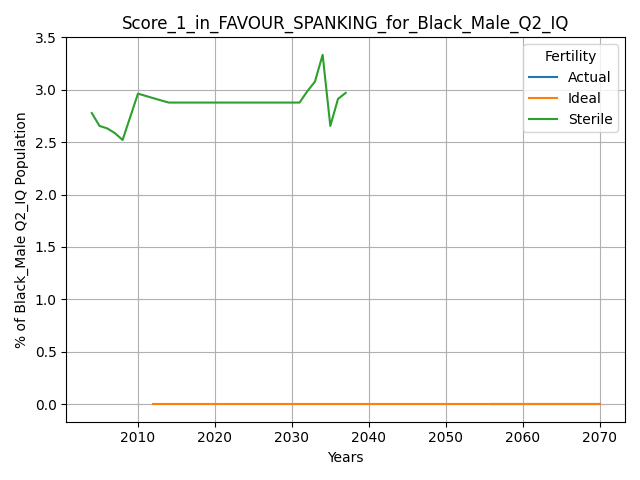 Score_1_in_FAVOUR_SPANKING_for_Black_Male_Q2_IQ
% of Black_Male Q2_IQ Population
3.5
3.0
2.5
2.0
1.5
1.0
0.5
0.0
Fertility
Actual
Ideal
Sterile
2010 2020 2030 2040 2050 2060 2070
Years